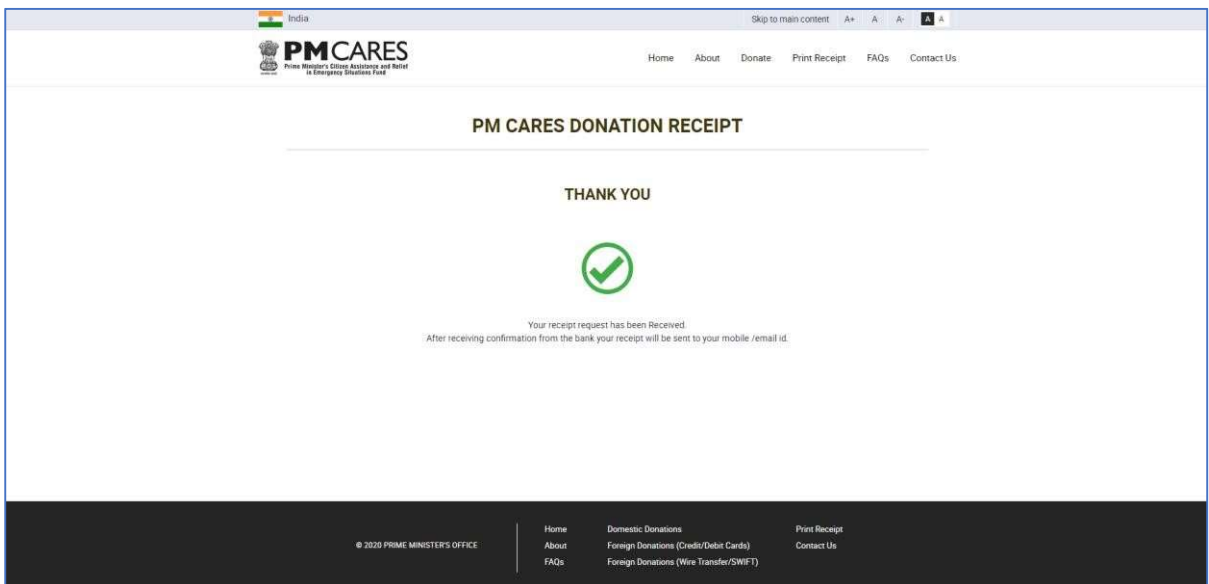 India
Skip to main content A+ A A- A A
PMCARES
Prime Minister's Citizen Assistance and Relief
in Emergency Situations Fund
Home About Donate Print Receipt FAQs Contact Us
PM CARES DONATION RECEIPT
THANK YOU
Your receipt request has been Received.
After receiving confirmation from the bank your receipt will be sent to your mobile /email id.
© 2020 PRIME MINISTER'S OFFICE
Home
About
FAQs
Domestic Donations
Foreign Donations (Credit/Debit Cards)
Foreign Donations (Wire Transfer/SWIFT)
Print Receipt
Contact Us